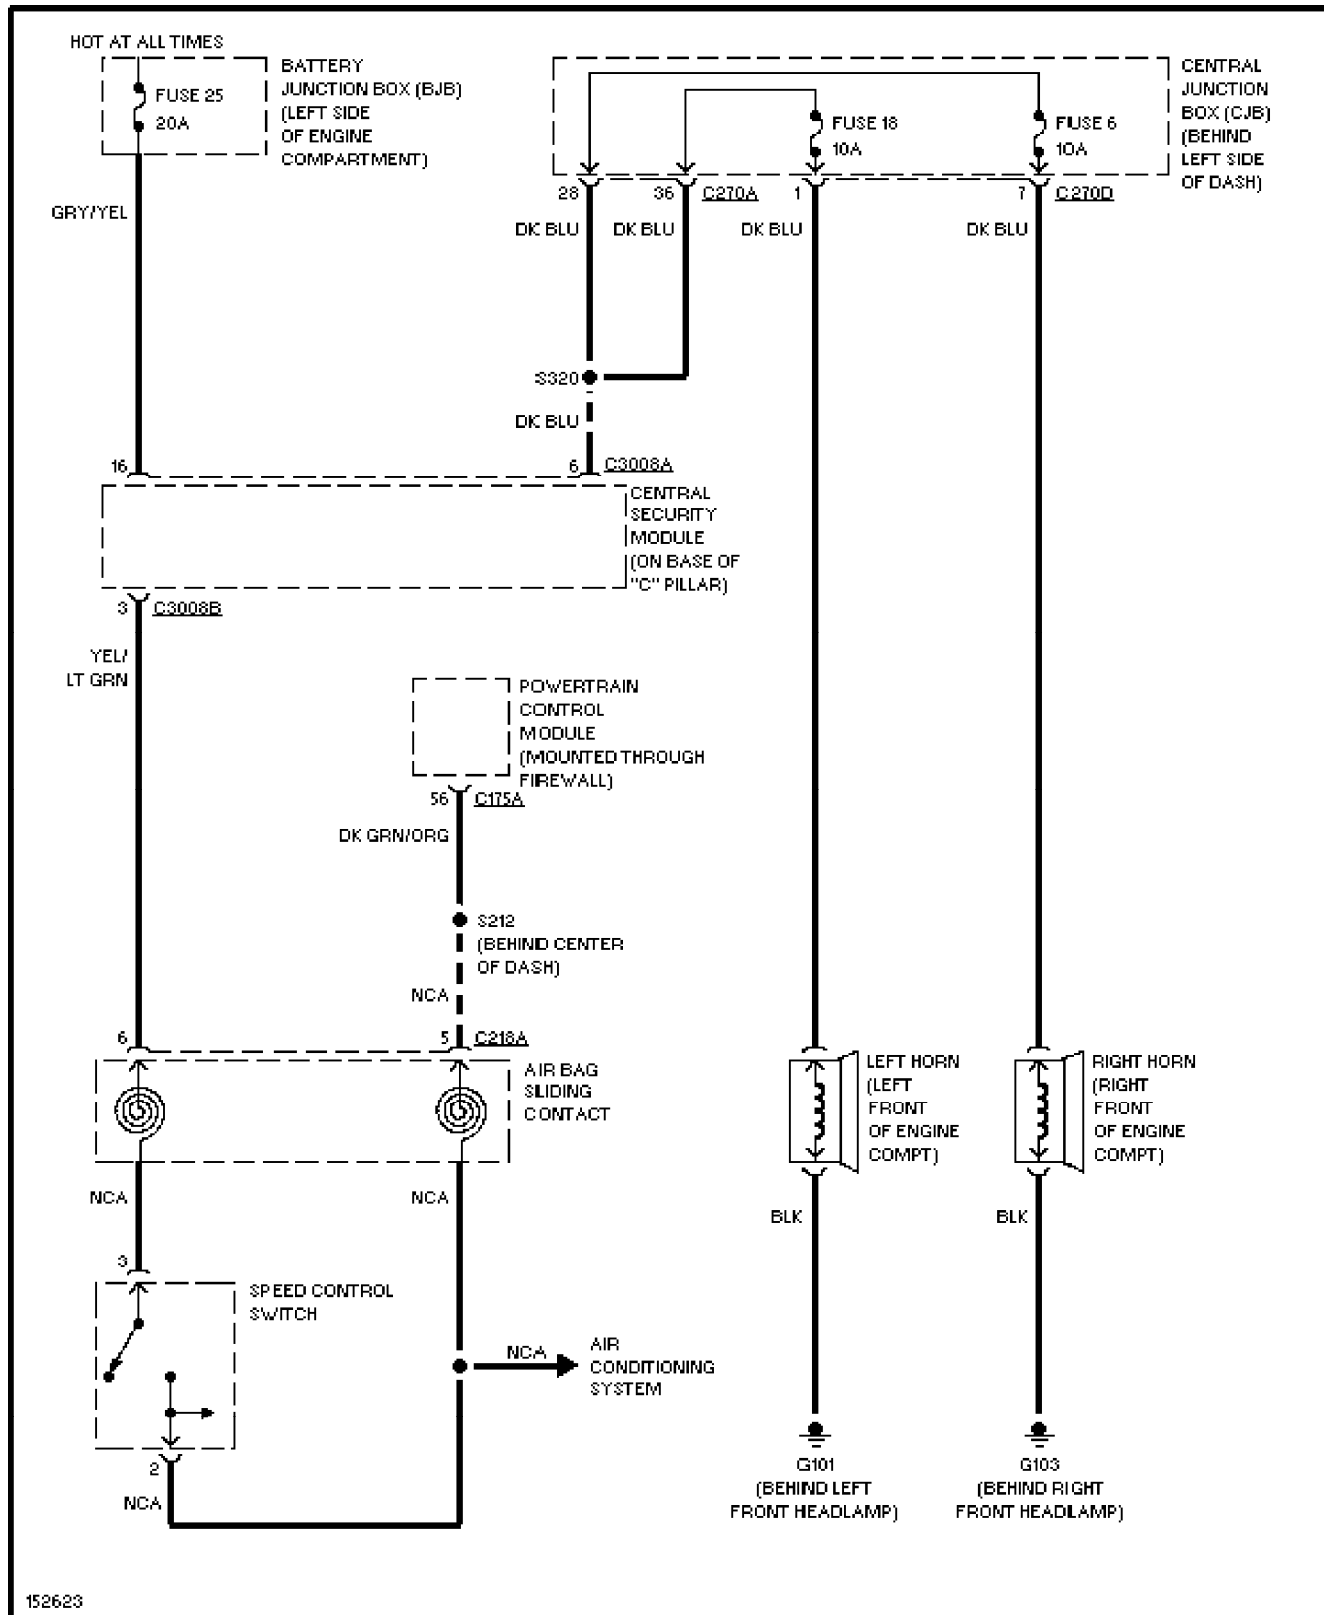 HOT AT ALL TIMES
FUSE 25
20A
BATTERY
JUNCTION BOX (BJB)
(LEFT SIDE
OF ENGINE
COMPARTMENT)
FUSE 18
10A
FUSE 6
10A
CENTRAL
JUNCTION
BOX (CJB)
(BEHIND
LEFT SIDE
OF DASH)
28
36
C270A
1
7
C270D
GRY/YEL
DK BLU
DK BLU
DK BLU
DK BLU
S320
DK BLU
16
6
C3008A
CENTRAL
SECURITY
MODULE
(ON BASE OF
"C" PILLAR)
3
C3008B
YEL/
LT GRN
POWERTRAIN
CONTROL
MODULE
(MOUNTED THROUGH
FIREWALL)
56
C175A
DK GRN/ORG
S212
(BEHIND CENTER
OF DASH)
NCA
6
5
C218A
AIR BAG
SLIDING
CONTACT
LEFT HORN
(LEFT
FRONT
OF ENGINE
COMPT)
RIGHT HORN
(RIGHT
FRONT
OF ENGINE
COMPT)
NCA
NCA
BLK
BLK
3
SPEED CONTROL
SWITCH
NCA
AIR
CONDITIONING
SYSTEM
2
NCA
G101
(BEHIND LEFT
FRONT HEADLAMP)
G103
(BEHIND RIGHT
FRONT HEADLAMP)
152623